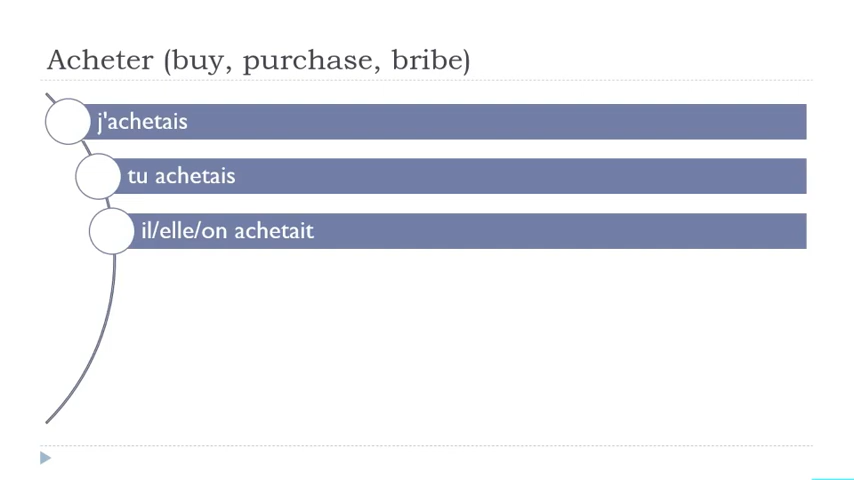 Acheter (buy, purchase, bribe)
j'achetais
tu achetais
il/elle/on achetait